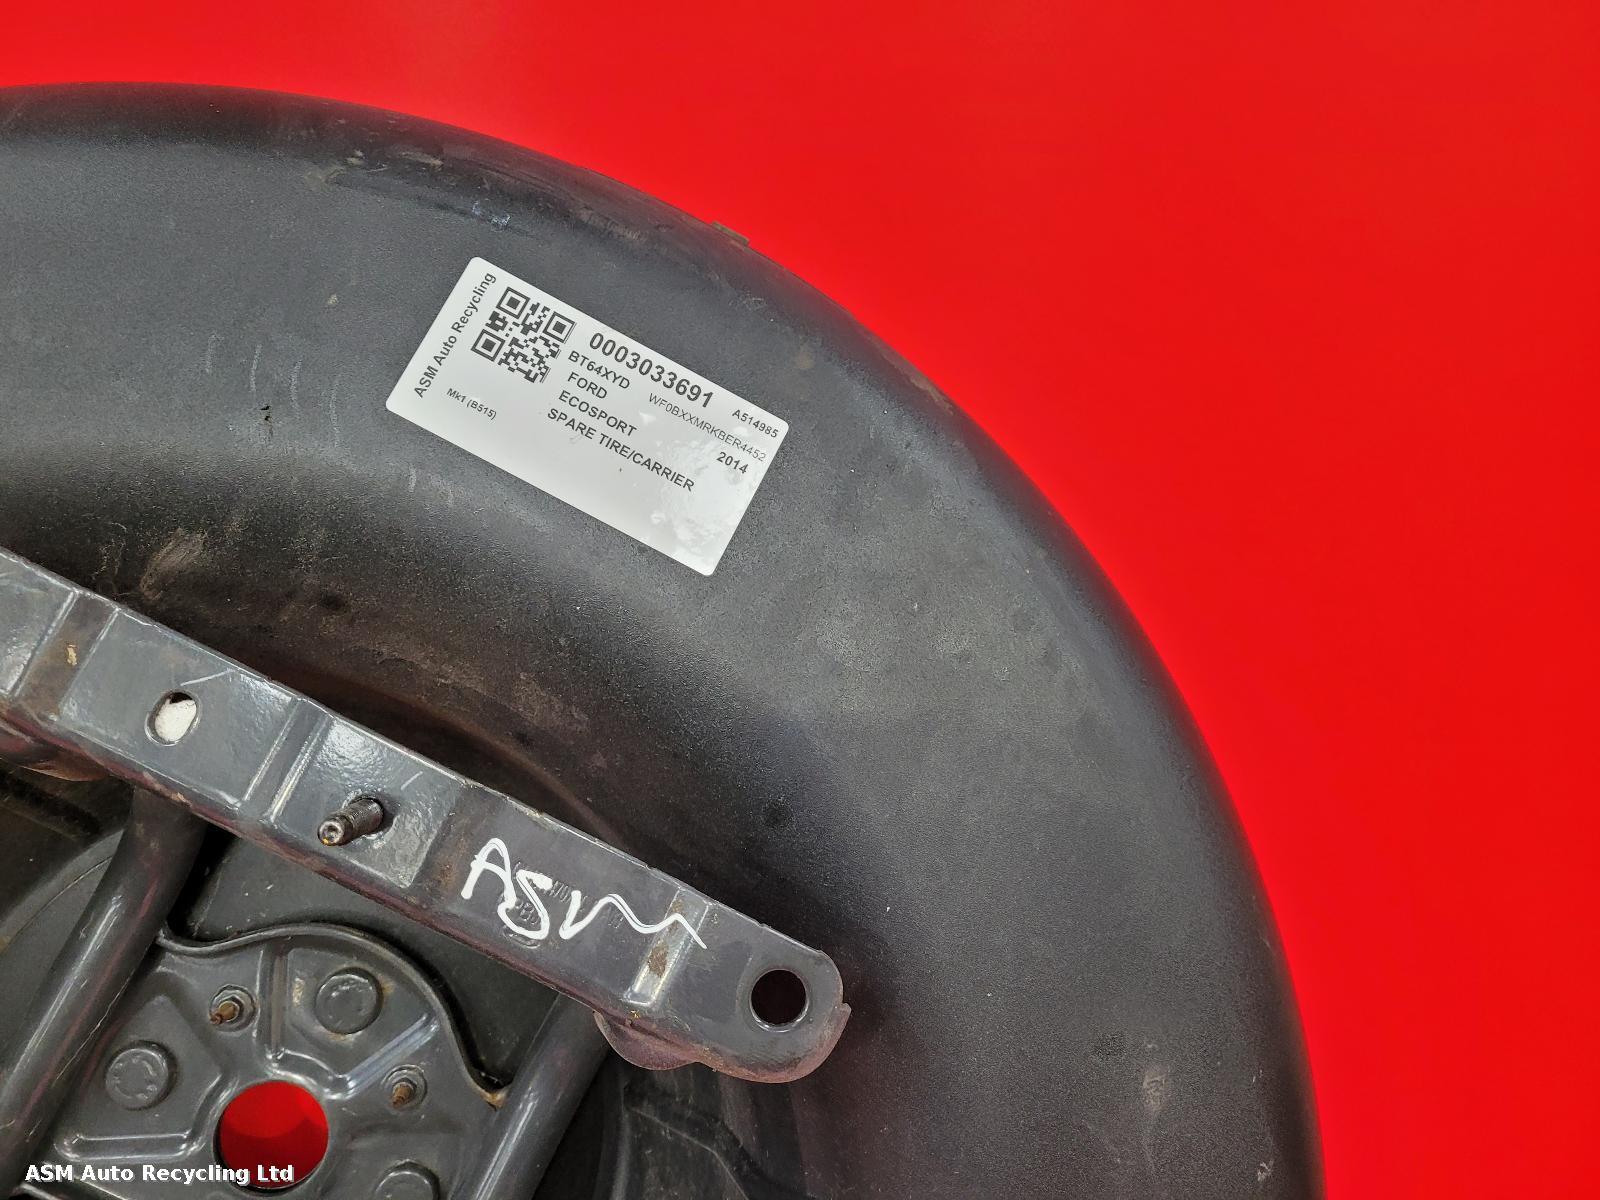 ASM Auto Recycling
Mk1 (B515)
0003033691
A514985
BT64XYD
WF0BXXMRKBER4452
FORD
2014
ECOSPORT
SPARE TIRE/CARRIER
ASM
ASM Auto Recycling Ltd